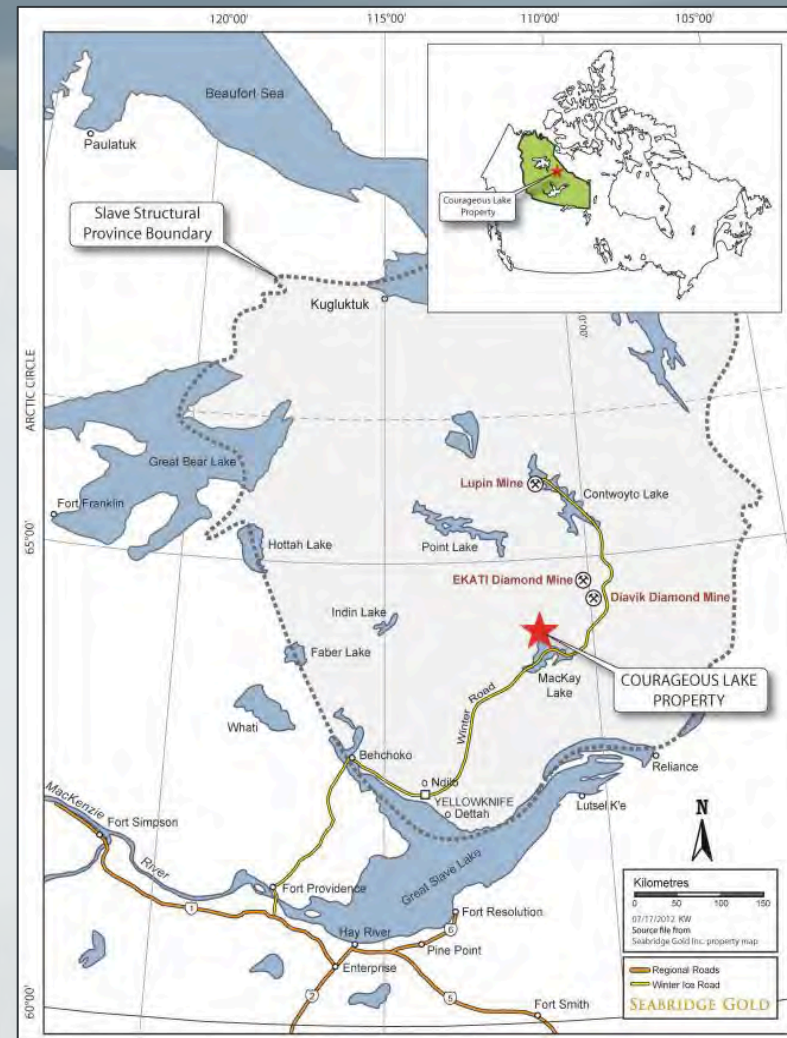 120°00'
115°00'
110°00'
105°00'
Beaufort Sea
Paulatuk
Courageous Lake
Property
Slave Structural
Province Boundary
Kugluktuk
ARCTIC CIRCLE
Great Bear Lake
Lupin Mine
Contwoyto Lake
Fort Franklin
65°00'
Hottah Lake
Point Lake
EKATI Diamond Mine
Diavik Diamond Mine
Indin Lake
Faber Lake
COURAGEOUS LAKE
PROPERTY
MacKay
Lake
Winter Road
Whati
Behchoko
Reliance
Ndilo
YELLOWKNIFE
Dettah
Lutsel K'e
MacKenzie
River
Fort Simpson
N
Great Slave Lake
Fort Providence
Kilometres
0 50 100 150
07/17/2012 KW
Source file from
Seabridge Gold Inc. property map
1
Fort Resolution
6
Hay River
Pine Point
Enterprise
2
5
Fort Smith
Regional Roads
Winter Ice Road
SEABRIDGE GOLD
60°00'